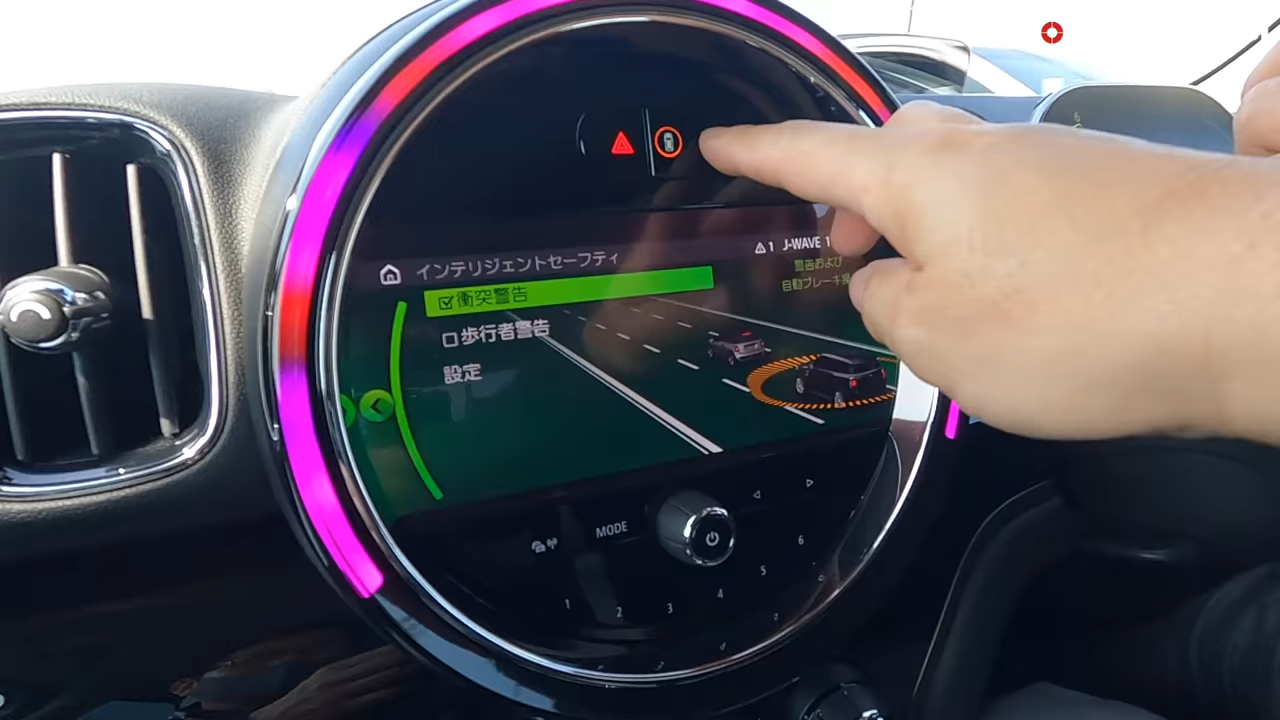 インテリジェントセーフティ
1 J-WAVE 1
警告および
自動ブレーキ操
衝突警告
歩行者警告
設定
MODE
1 2 3 4 5 6